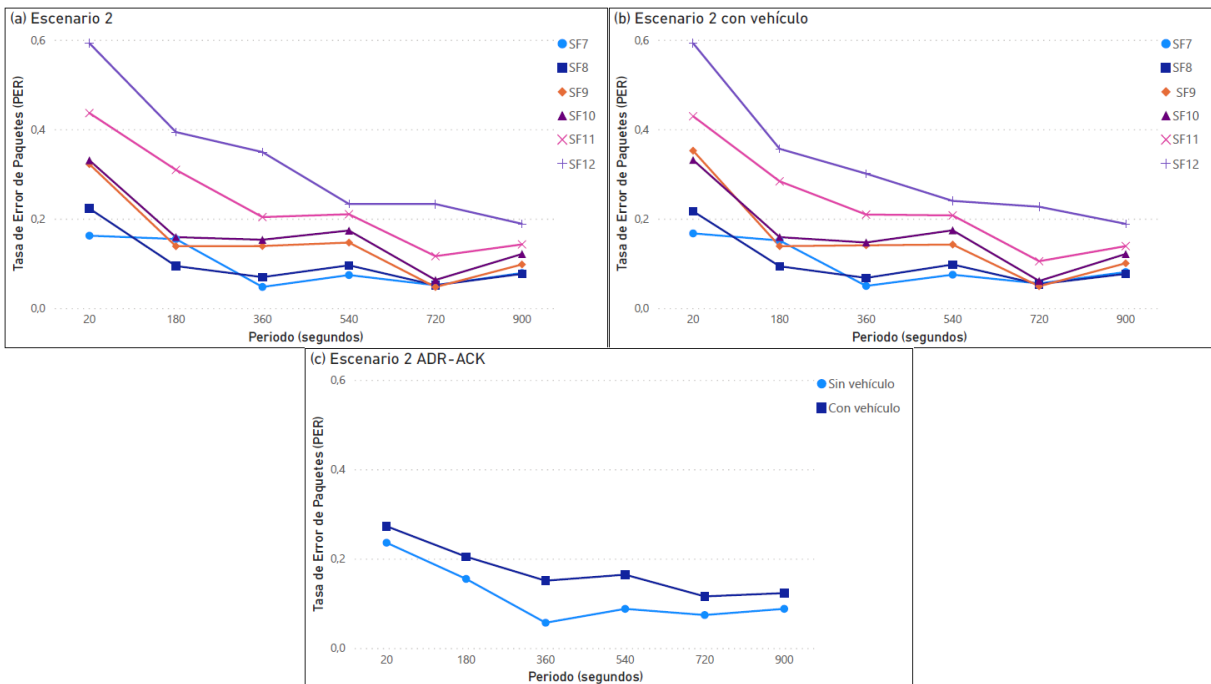 (a) Escenario 2
0,6
0,4
0,2
0,0
Tasa de Error de Paquetes (PER)
20 180 360 540 720 900
Periodo (segundos)
SF7
SF8
SF9
SF10
SF11
SF12
(b) Escenario 2 con vehículo
0,6
0,4
0,2
0,0
Tasa de Error de Paquetes (PER)
20 180 360 540 720 900
Periodo (segundos)
SF7
SF8
SF9
SF10
SF11
SF12
(c) Escenario 2 ADR-ACK
0,6
0,4
0,2
0,0
Tasa de Error de Paquetes (PER)
20 180 360 540 720 900
Periodo (segundos)
Sin vehículo
Con vehículo